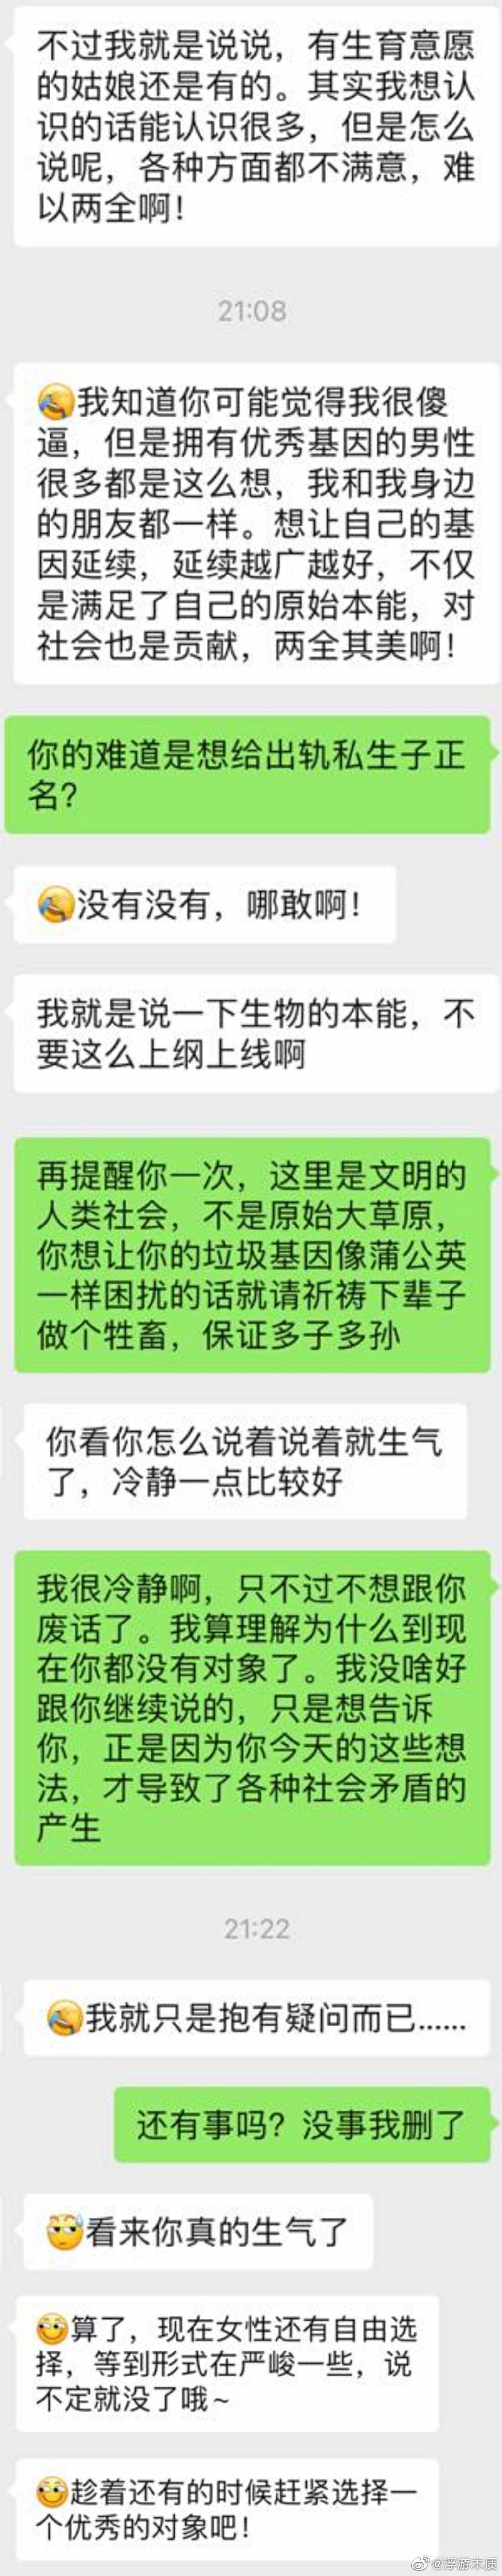 不过我就是说说，有生育意愿
的姑娘还是有的。其实我想认
识的话能认识很多，但是怎么
说呢，各种方面都不满意，难
以两全啊！
21:08
我知道你可能觉得我很傻
逼，但是拥有优秀基因的男性
很多都是这么想，我和我身边
的朋友都一样。想让自己的基
因延续，延续越广越好，不仅
是满足了自己的原始本能，对
社会也是贡献，两全其美啊！
你的难道是想给出轨私生子正
名？
没有没有，哪敢啊！
我就是说一下生物的本能，不
要这么上纲上线啊
再提醒你一次，这里是文明的
人类社会，不是原始大草原，
你想让你的垃圾基因像蒲公英
一样困扰的话就请祈祷下辈子
做个牲畜，保证多子多孙
你看你怎么说着说着就生气
了，冷静一点比较好
我很冷静啊，只不过不想跟你
废话了。我算理解为什么到现
在你都没有对象了。我没啥好
跟你继续说的，只是想告诉
你，正是因为你今天的这些想
法，才导致了各种社会矛盾的
产生
21:22
我就只是抱有疑问而已......
还有事吗？没事我删了
看来你真的生气了
算了，现在女性还有自由选
择，等到形式在严峻一些，说
不定就没了哦~
趁着还有的时候赶紧选择一
个优秀的对象吧！
@浮游木质